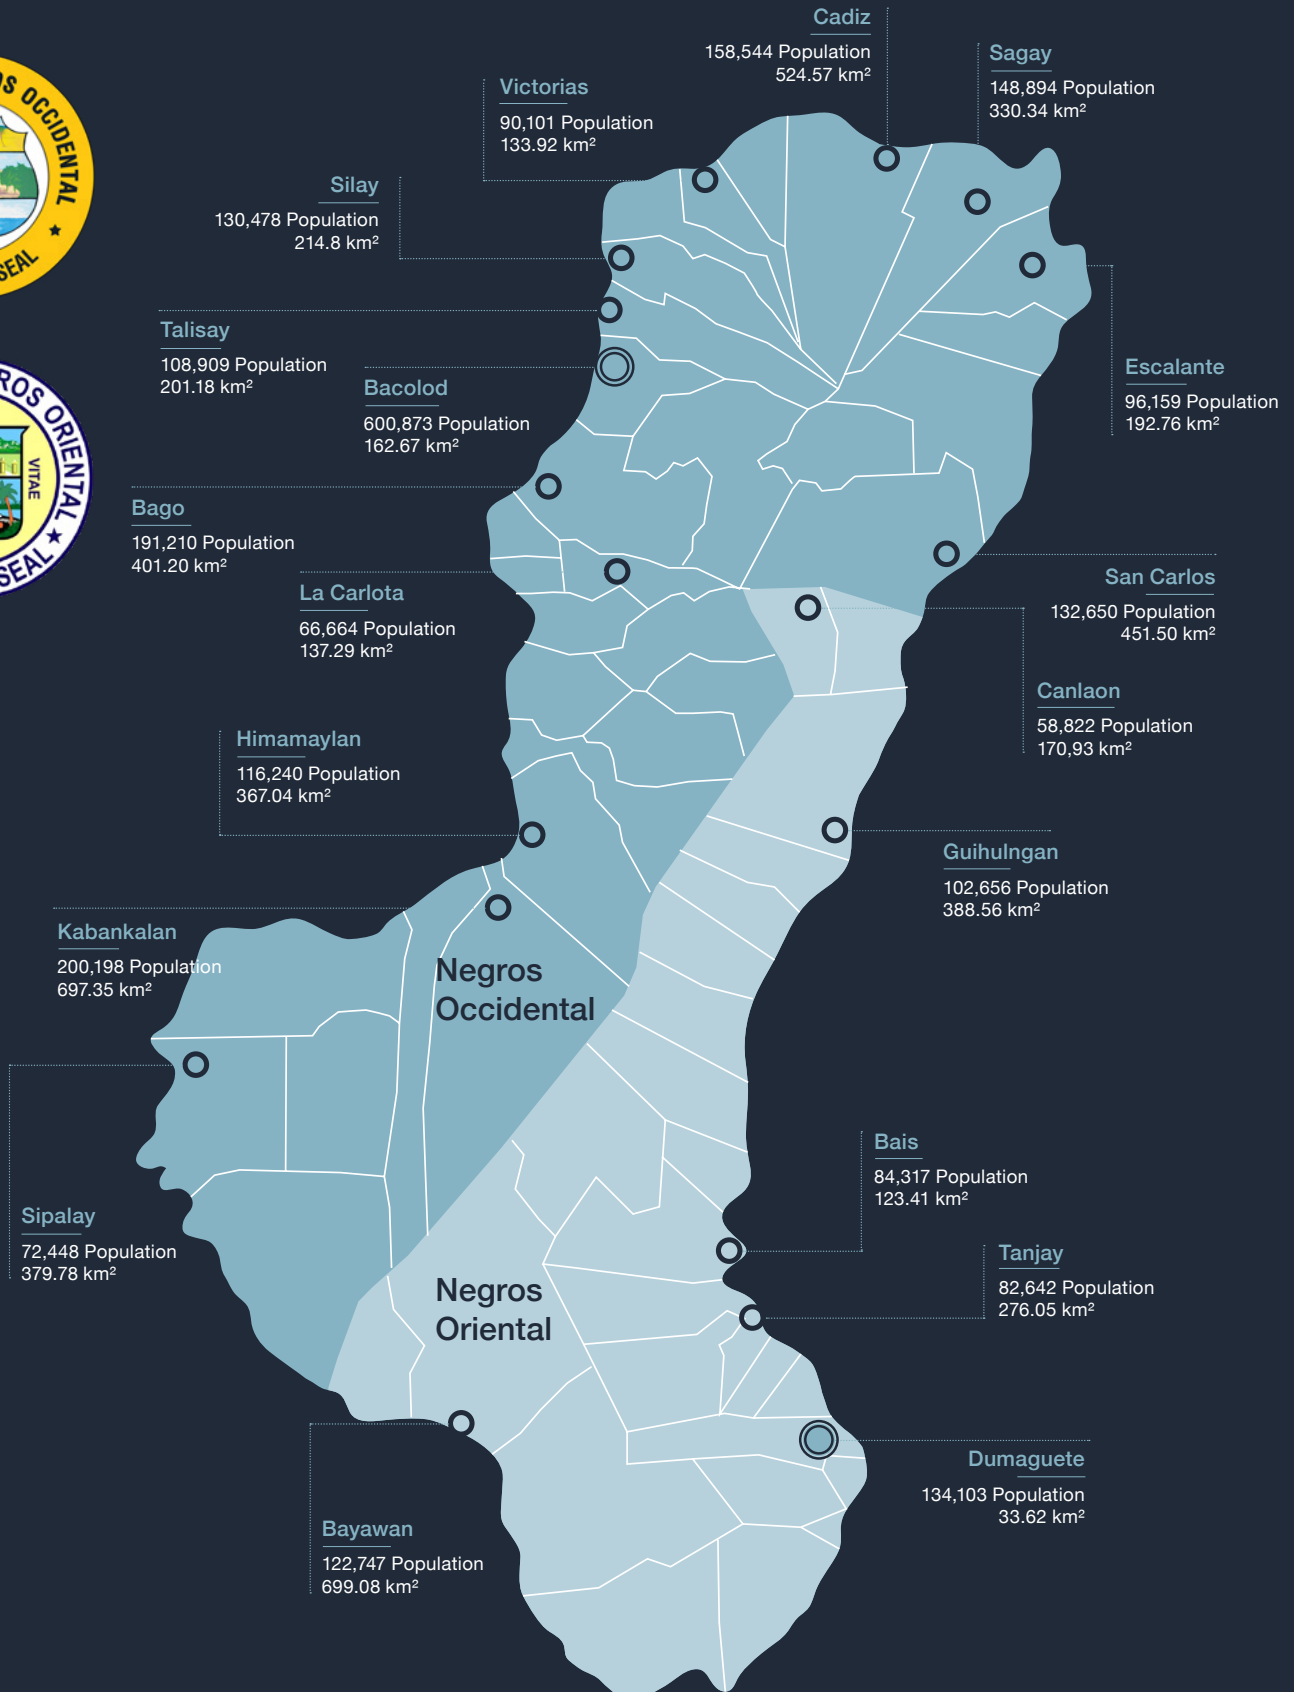 Cadiz
158,544 Population
524.57 km²
Sagay
148,894 Population
330.34 km²
Victorias
90,101 Population
133.92 km²
OCCIDENTAL
SEAL
Silay
130,478 Population
214.8 km²
Talisay
108,909 Population
201.18 km²
Bacolod
600,873 Population
162.67 km²
Escalante
96,159 Population
192.76 km²
ROS ORIENTAL
VITAE
SEAL
Bago
191,210 Population
401.20 km²
La Carlota
66,664 Population
137.29 km²
San Carlos
132,650 Population
451.50 km²
Canlaon
58,822 Population
170,93 km²
Himamaylan
116,240 Population
367.04 km²
Guihulngan
102,656 Population
388.56 km²
Kabankalan
200,198 Population
697.35 km²
Negros
Occidental
Sipalay
72,448 Population
379.78 km²
Bais
84,317 Population
123.41 km²
Tanjay
82,642 Population
276.05 km²
Negros
Oriental
Dumaguete
134,103 Population
33.62 km²
Bayawan
122,747 Population
699.08 km²